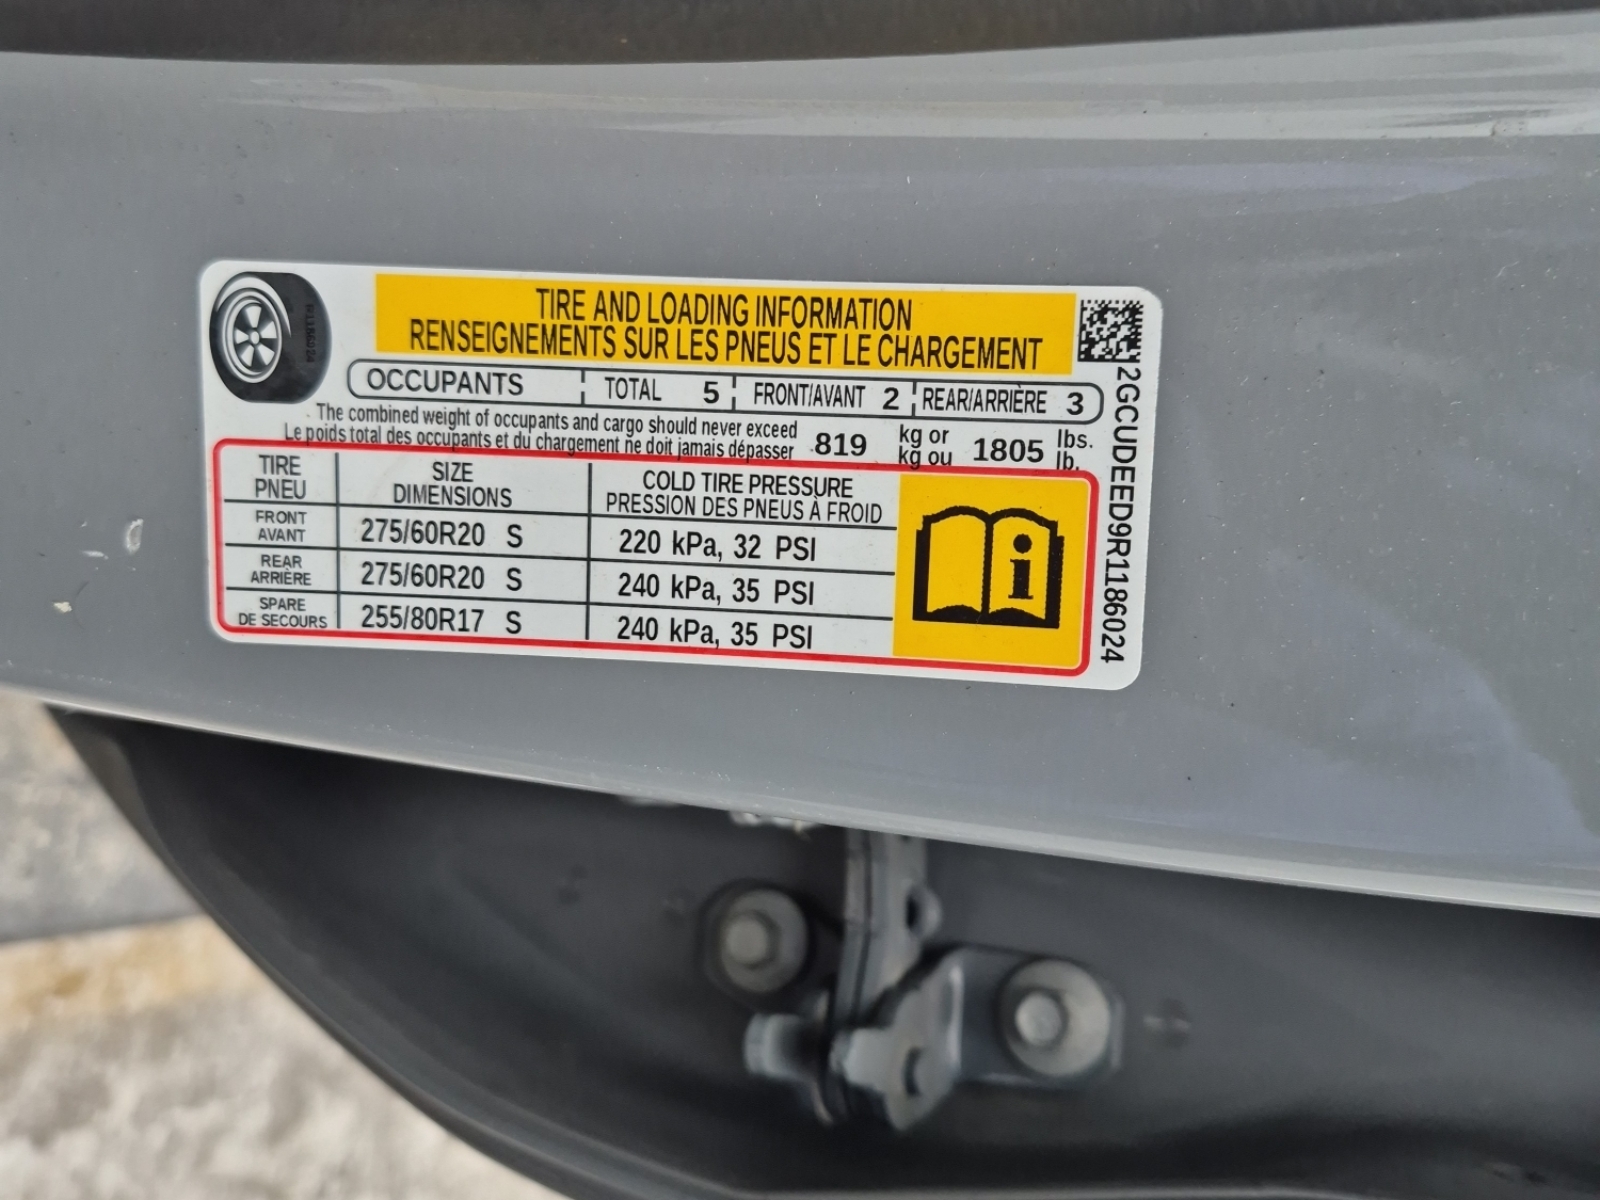 TIRE AND LOADING INFORMATION
RENSEIGNEMENTS SUR LES PNEUS ET LE CHARGEMENT
OCCUPANTS TOTAL 5 FRONT/AVANT 2 REAR/ARRIÈRE 3
The combined weight of occupants and cargo should never exceed
Le poids total des occupants et du chargement ne doit jamais dépasser
819 kg or 1805 lbs.
kg ou lb.
TIRE SIZE COLD TIRE PRESSURE
PNEU DIMENSIONS PRESSION DES PNEUS À FROID
FRONT
AVANT
275/60R20 S 220 kPa, 32 PSI
REAR
ARRIÈRE
275/60R20 S 240 kPa, 35 PSI
SPARE
DE SECOURS
255/80R17 S 240 kPa, 35 PSI
2GCUDEED9R1186024